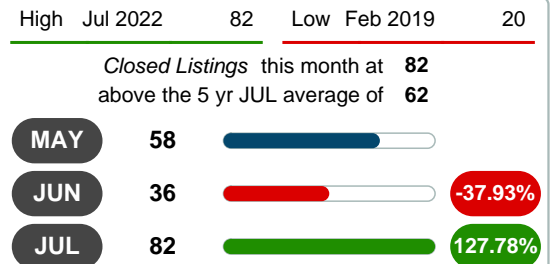 High Jul 2022 82 Low Feb 2019 20
Closed Listings this month at 82
above the 5 yr JUL average of 62
MAY 58
JUN 36 -37.93%
JUL 82 127.78%